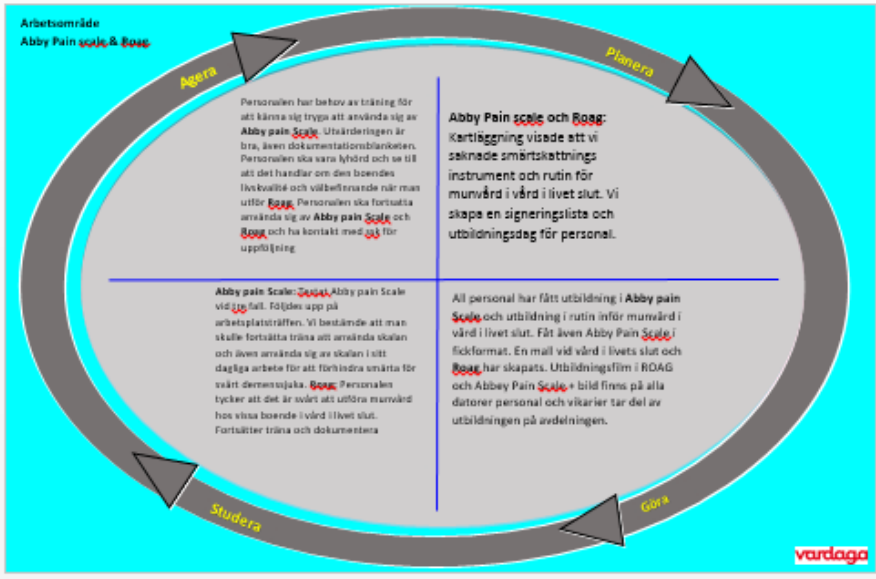 Arbetsområde
Abby Pain scale & Roag
Agera
Planera
Personalen har behov av träning för
att känna sig tryga att använda sig av
Abby pain Scale. Utvärderingen är
bra, även dokumentationsblanketen.
Personalen ska vara lyhörd och se till
att det handlar om den boendes
livskvalité och välbefinnande när man
utför Roag. Personalen ska fortsatta
använda sig av Abby pain Scale och
Roag och ha kontakt med ssk för
uppföljning
Abby Pain scale och Roag:
Kartläggning visade att vi
saknade smärtskattnings
instrument och rutin för
munvård i vård i livet slut. Vi
skapa en signeringslista och
utbildningsdag för personal.
Abby pain Scale: Testat Abby pain Scale
vid tre fall. Följdes upp på
arbetsplatsträffen. Vi bestämde att man
skulle fortsätta träna att använda skalan
och även använda sig av skalan i sitt
dagliga arbete för att förhindra smärta för
svårt demenssjuka. Roag: Personalen
tycker att det är svårt att utföra munvård
hos vissa boende i vård i livet slut.
Fortsätter träna och dokumentera
All personal har fått utbildning i Abby pain
Scale och utbildning i rutin inför munvård i
vård i livet slut. Fåt även Abby Pain Scale i
fickformat. En mall vid vård i livets slut och
Roag har skapats. Utbildningsfilm i ROAG
och Abbey Pain Scale + bild finns på alla
datorer personal och vikarier tar del av
utbildningen på avdelningen.
Studera
Göra
vardaga